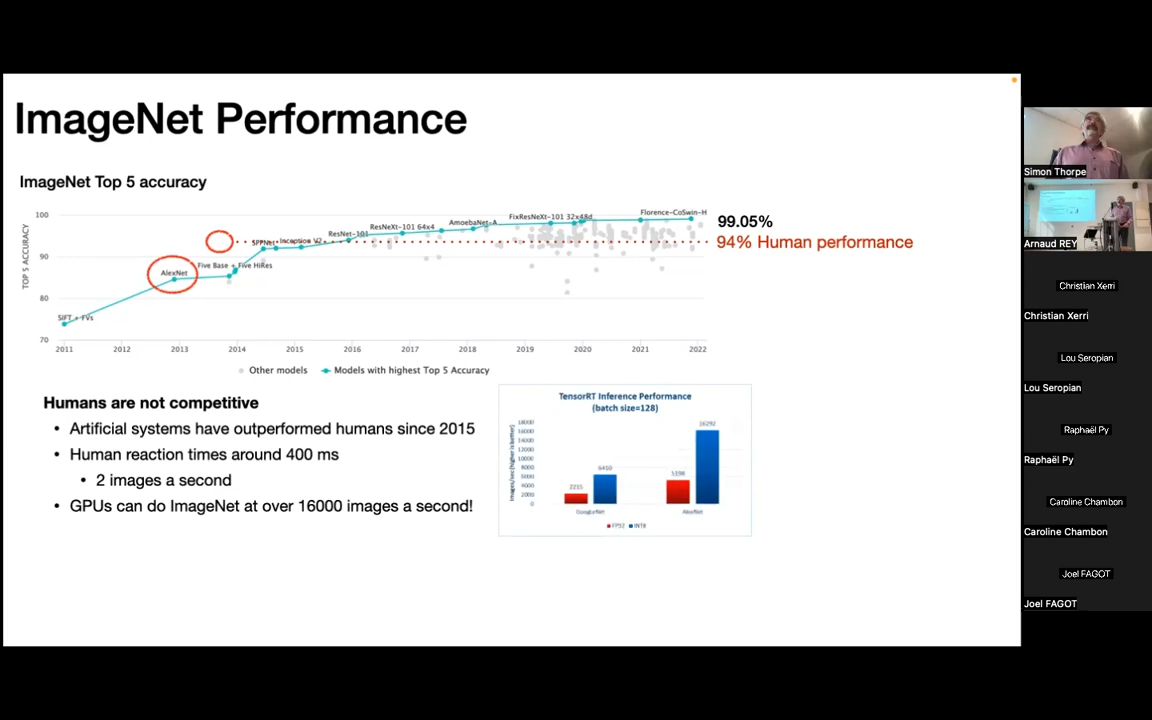 ImageNet Performance
ImageNet Top 5 accuracy
TOP 5 ACCURACY
100
90
80
70
SIFT + FVs
AlexNet
Five Base + Five HiRes
SPPNet
Inception V2
ResNet-101
ResNeXt-101 64x4
AmoebaNet-A
FixResNeXt-101 32x48d
Florence-CoSwin-H
99.05%
94% Human performance
2011 2012 2013 2014 2015 2016 2017 2018 2019 2020 2021 2022
Other models Models with highest Top 5 Accuracy
Humans are not competitive
• Artificial systems have outperformed humans since 2015
• Human reaction times around 400 ms
• 2 images a second
• GPUs can do ImageNet at over 16000 images a second!
TensorRT Inference Performance
(batch size=128)
Images/sec (higher is better)
18000
16000
14000
12000
10000
8000
6000
4000
2000
0
2215
6410
16292
GoogleNet
AlexNet
FP32 INT8
Simon Thorpe
Arnaud REY
Christian Xerri
Christian Xerri
Lou Seropian
Lou Seropian
Raphaël Py
Raphaël Py
Caroline Chambon
Caroline Chambon
Joel FAGOT
Joel FAGOT